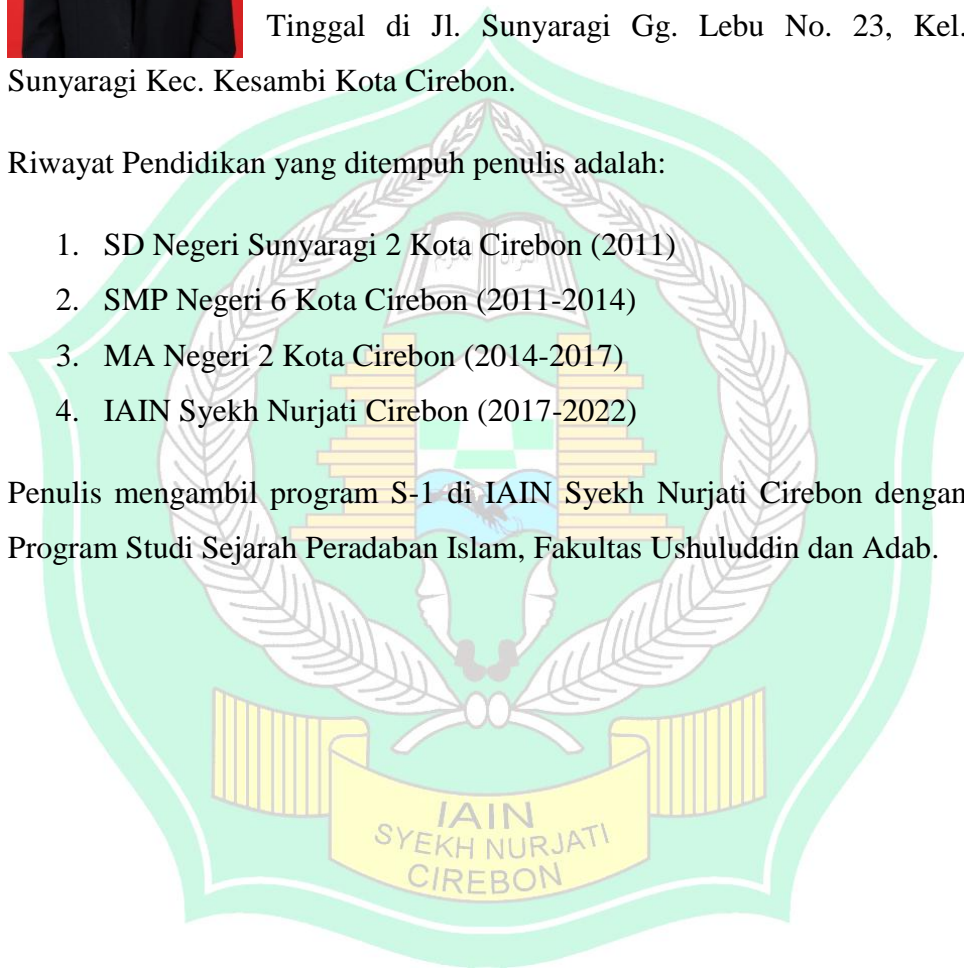 Tinggal di Jl. Sunyaragi Gg. Lebu No. 23, Kel.
Sunyaragi Kec. Kesambi Kota Cirebon.
Riwayat Pendidikan yang ditempuh penulis adalah:
1. SD Negeri Sunyaragi 2 Kota Cirebon (2011)
2. SMP Negeri 6 Kota Cirebon (2011-2014)
3. MA Negeri 2 Kota Cirebon (2014-2017)
4. IAIN Syekh Nurjati Cirebon (2017-2022)
Penulis mengambil program S-1 di IAIN Syekh Nurjati Cirebon dengan
Program Studi Sejarah Peradaban Islam, Fakultas Ushuluddin dan Adab.
IAIN
SYEKH NURJATI
CIREBON